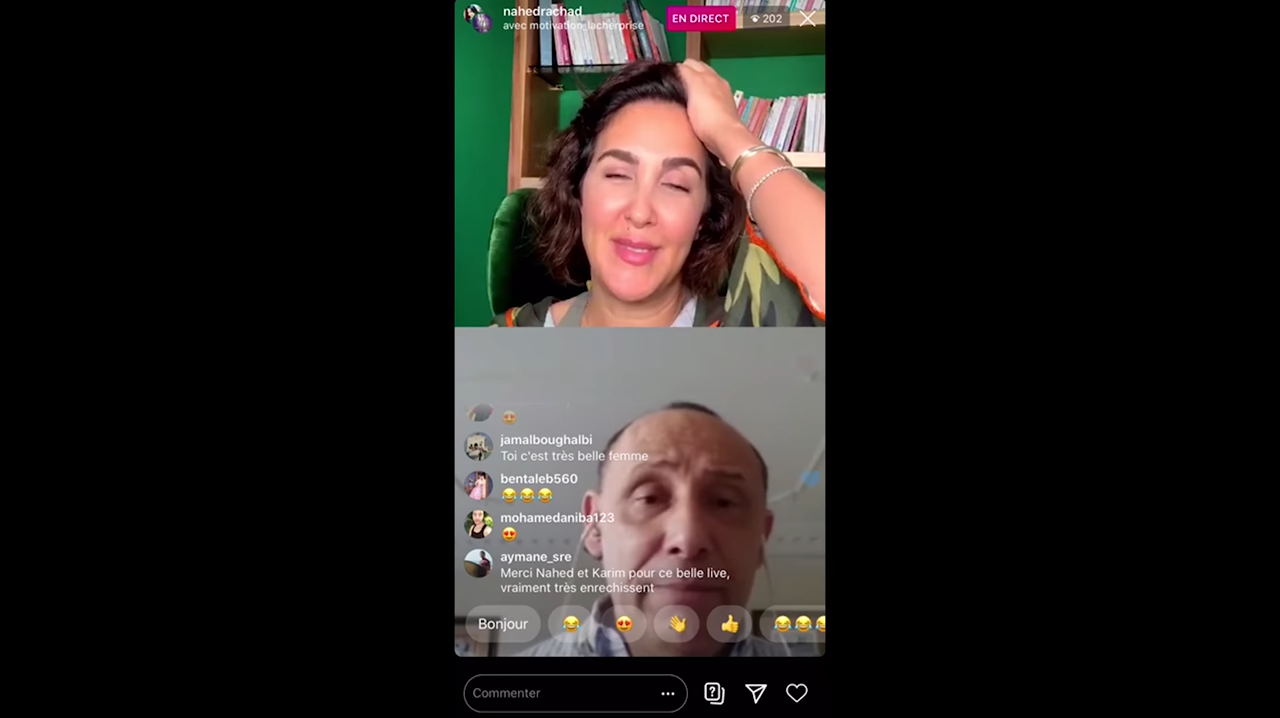 nahedrachad
avec motivation_lacherprise
EN DIRECT
202
jamalboughalbi
Toi c'est très belle femme
bentaleb560
😂😂😂
mohamedaniba123
😍
aymane_sre
Merci Nahed et Karim pour ce belle live,
vraiment très enrechissent
Bonjour
Commenter